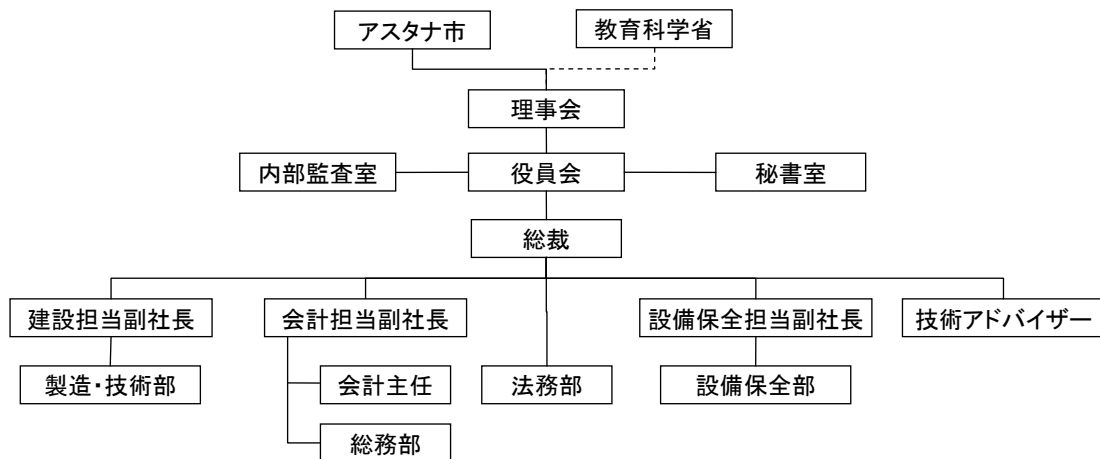 アスタナ市
教育科学省
理事会
内部監査室
役員会
秘書室
総裁
建設担当副社長
会計担当副社長
設備保全担当副社長
技術アドバイザー
製造・技術部
会計主任
法務部
設備保全部
総務部